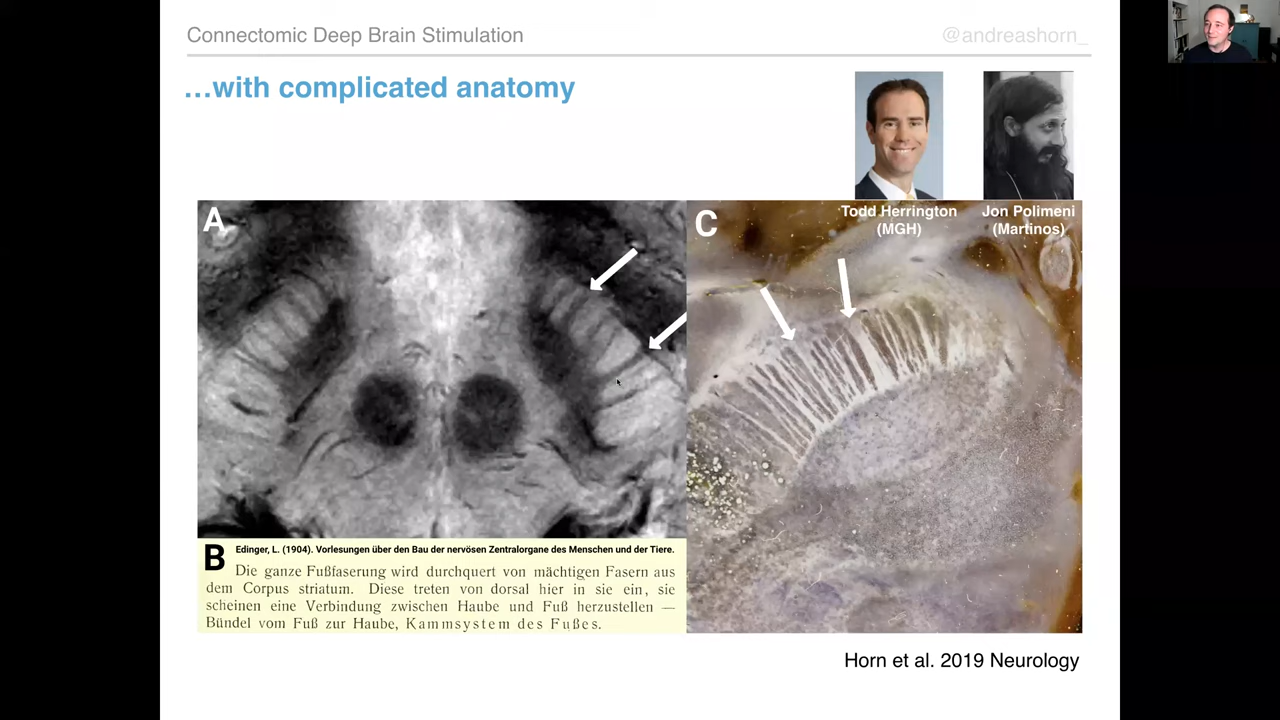 Connectomic Deep Brain Stimulation
@andreashorn_
…with complicated anatomy
A
C
Todd Herrington
(MGH)
Jon Polimeni
(Martinos)
B
Edinger, L. (1904). Vorlesungen über den Bau der nervösen Zentralorgane des Menschen und der Tiere.
Die ganze Fußfaserung wird durchquert von mächtigen Fasern aus
dem Corpus striatum. Diese treten von dorsal hier in sie ein, sie
scheinen eine Verbindung zwischen Haube und Fuß herzustellen —
Bündel vom Fuß zur Haube, Kammsystem des Fußes.
Horn et al. 2019 Neurology